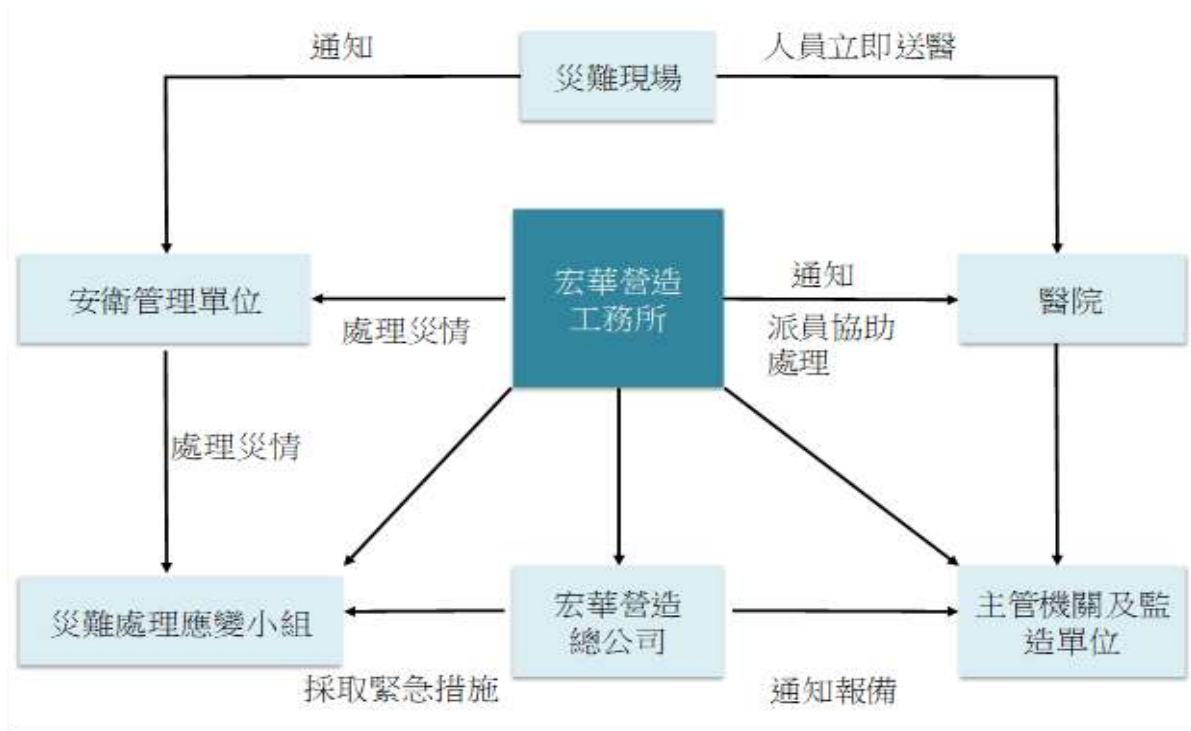 通知
人員立即送醫
災難現場
安衛管理單位
處理災情
宏華營造
工務所
通知
派員協助
處理
醫院
處理災情
災難處理應變小組
宏華營造
總公司
主管機關及監
造單位
採取緊急措施
通知報備